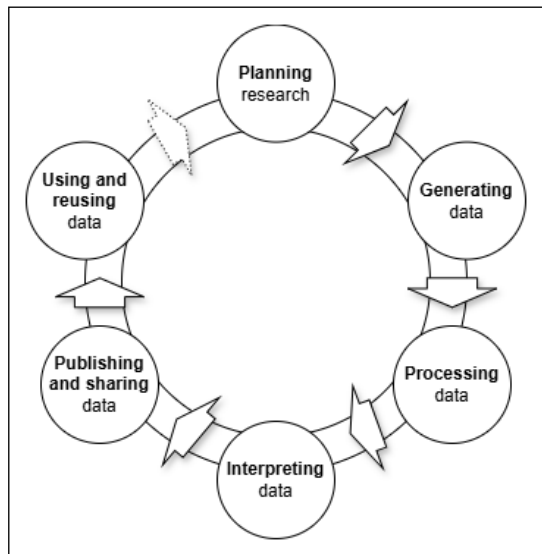 Planning
research
Generating
data
Processing
data
Interpreting
data
Publishing
and sharing
data
Using and
reusing
data